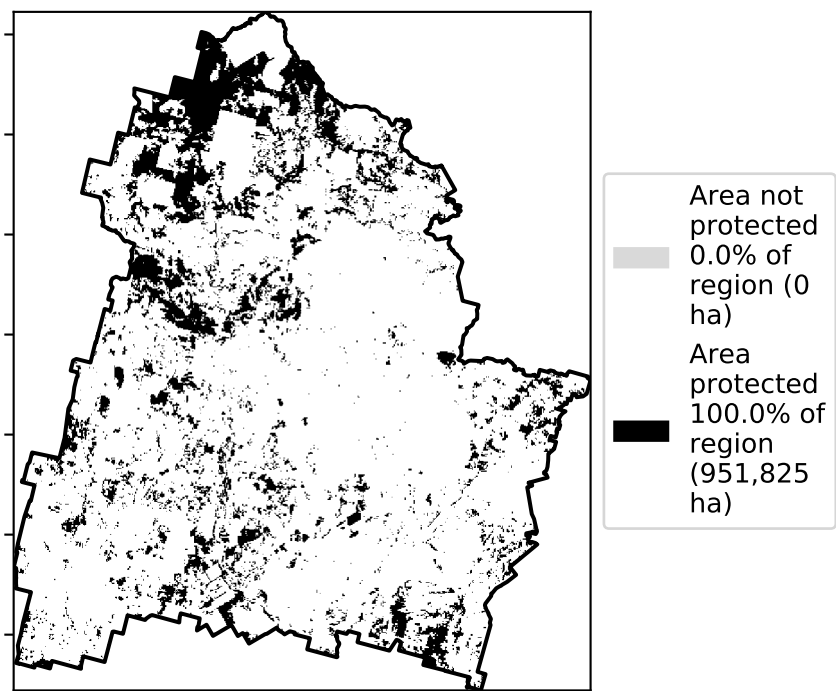 Area not
protected
0.0% of
region (0
ha)
Area
protected
100.0% of
region
(951,825
ha)